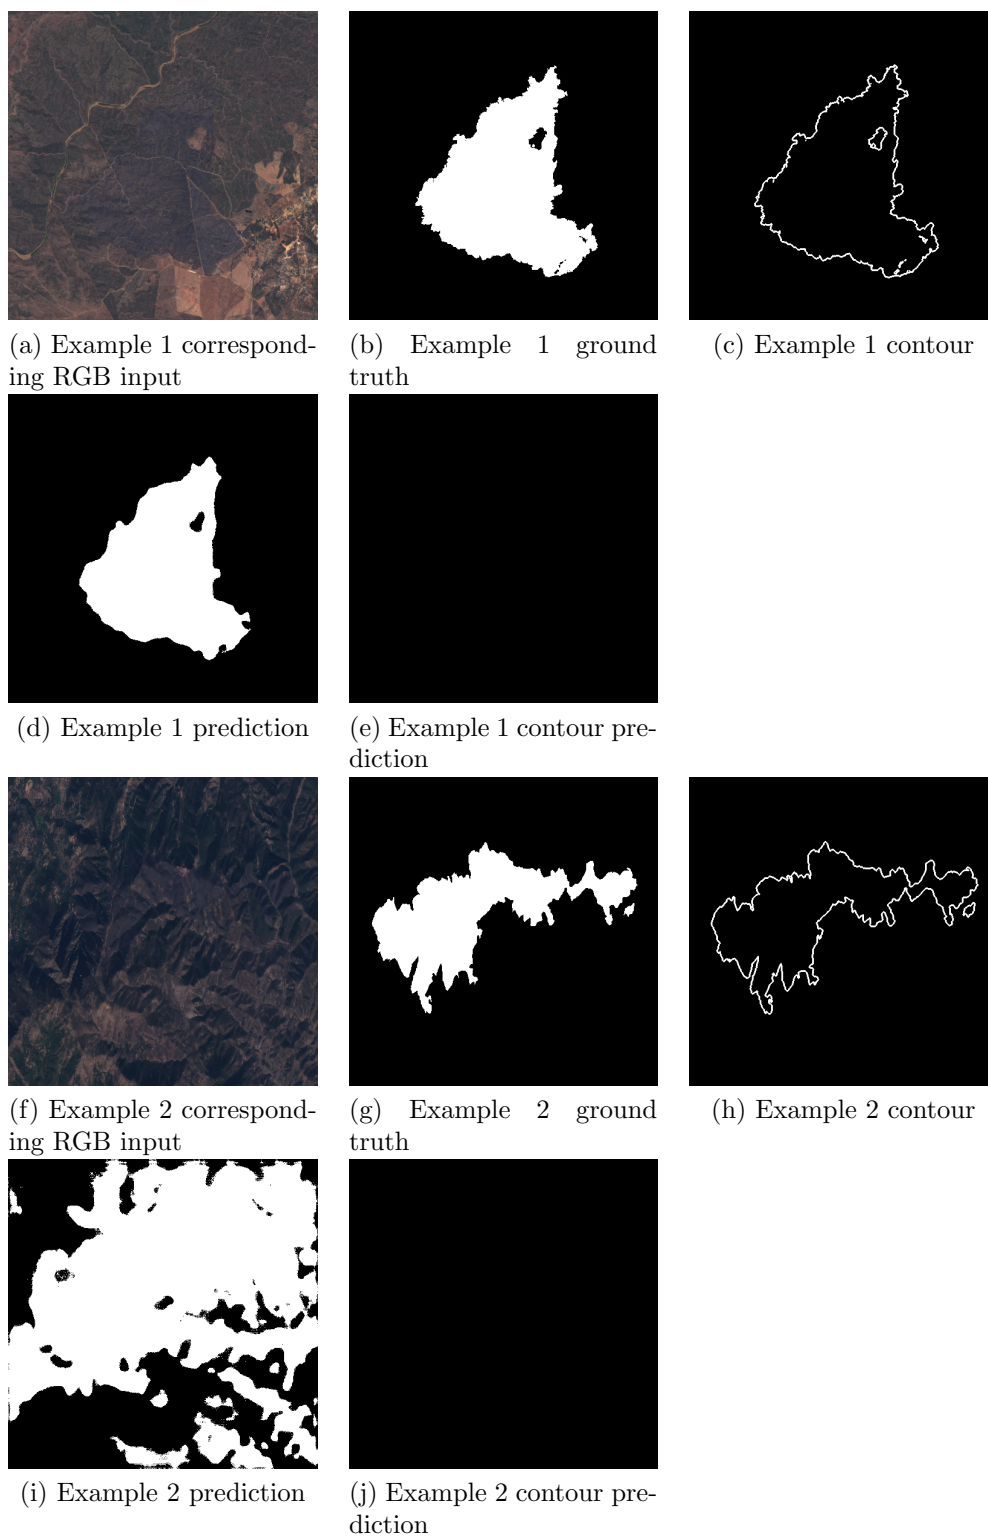 (a) Example 1 correspond-
ing RGB input
(b) Example 1 ground
truth
(c) Example 1 contour
(d) Example 1 prediction
(e) Example 1 contour pre-
diction
(f) Example 2 correspond-
ing RGB input
(g) Example 2 ground
truth
(h) Example 2 contour
(i) Example 2 prediction
(j) Example 2 contour pre-
diction